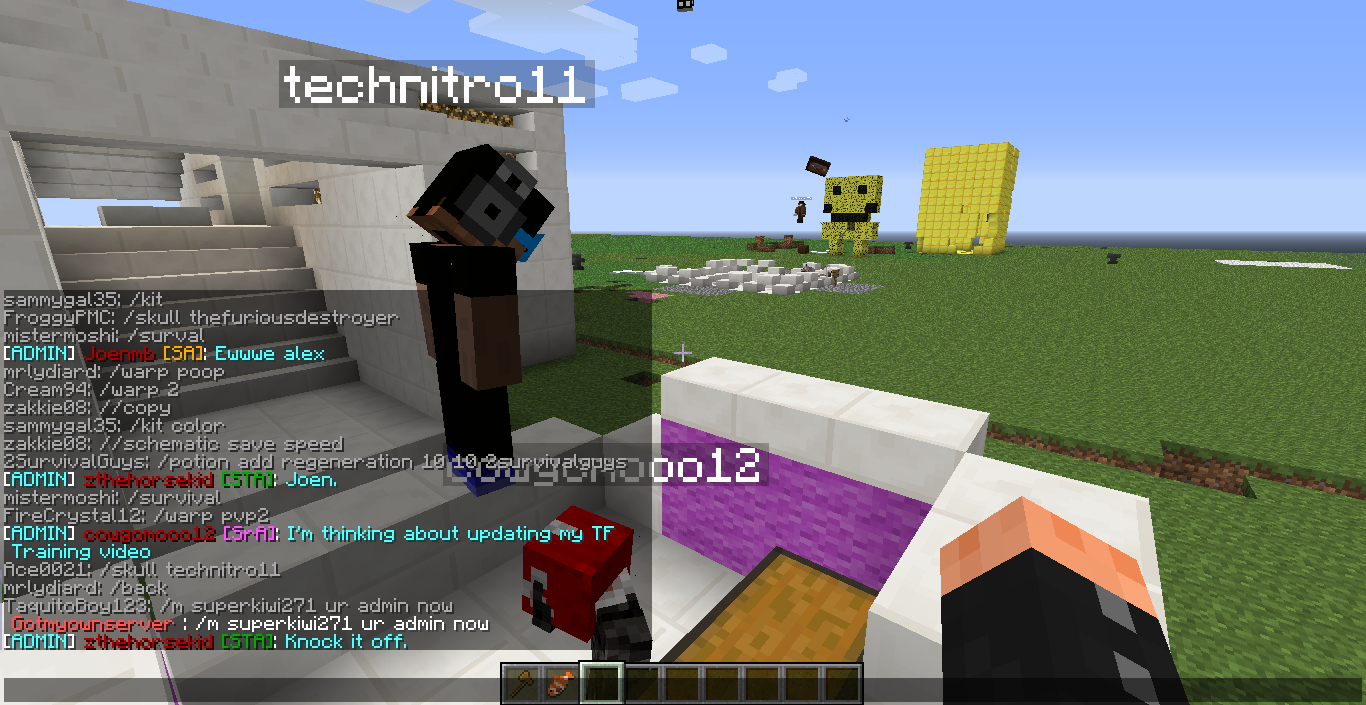 technitro11
sammygal35: /kit
FroggyPMC: /skull thefuriousdestroyer
mistermoshi: /surval
[ADMIN] Joenmb [SA]: Ewwwe alex
mrlydiard: /warp poop
Cream94: /warp 2
zakkie08: //copy
sammygal35: /kit color
zakkie08: //schematic save speed
2SurvivalGuys: /potion add regeneration 10 10 2survivalguys
cowgomooo12
[ADMIN] zthehorsekid [STA]: Joen.
mistermoshi: /survival
FireCrystal12: /warp pvp2
[ADMIN] cowgomooo12 [SrA]: I'm thinking about updating my TF
Training video
Ace0021: /skull technitro11
mrlydiard: /back
TaquitoBoy123: /m superkiwi271 ur admin now
Gotmyownserver : /m superkiwi271 ur admin now
[ADMIN] zthehorsekid [STA]: Knock it off.